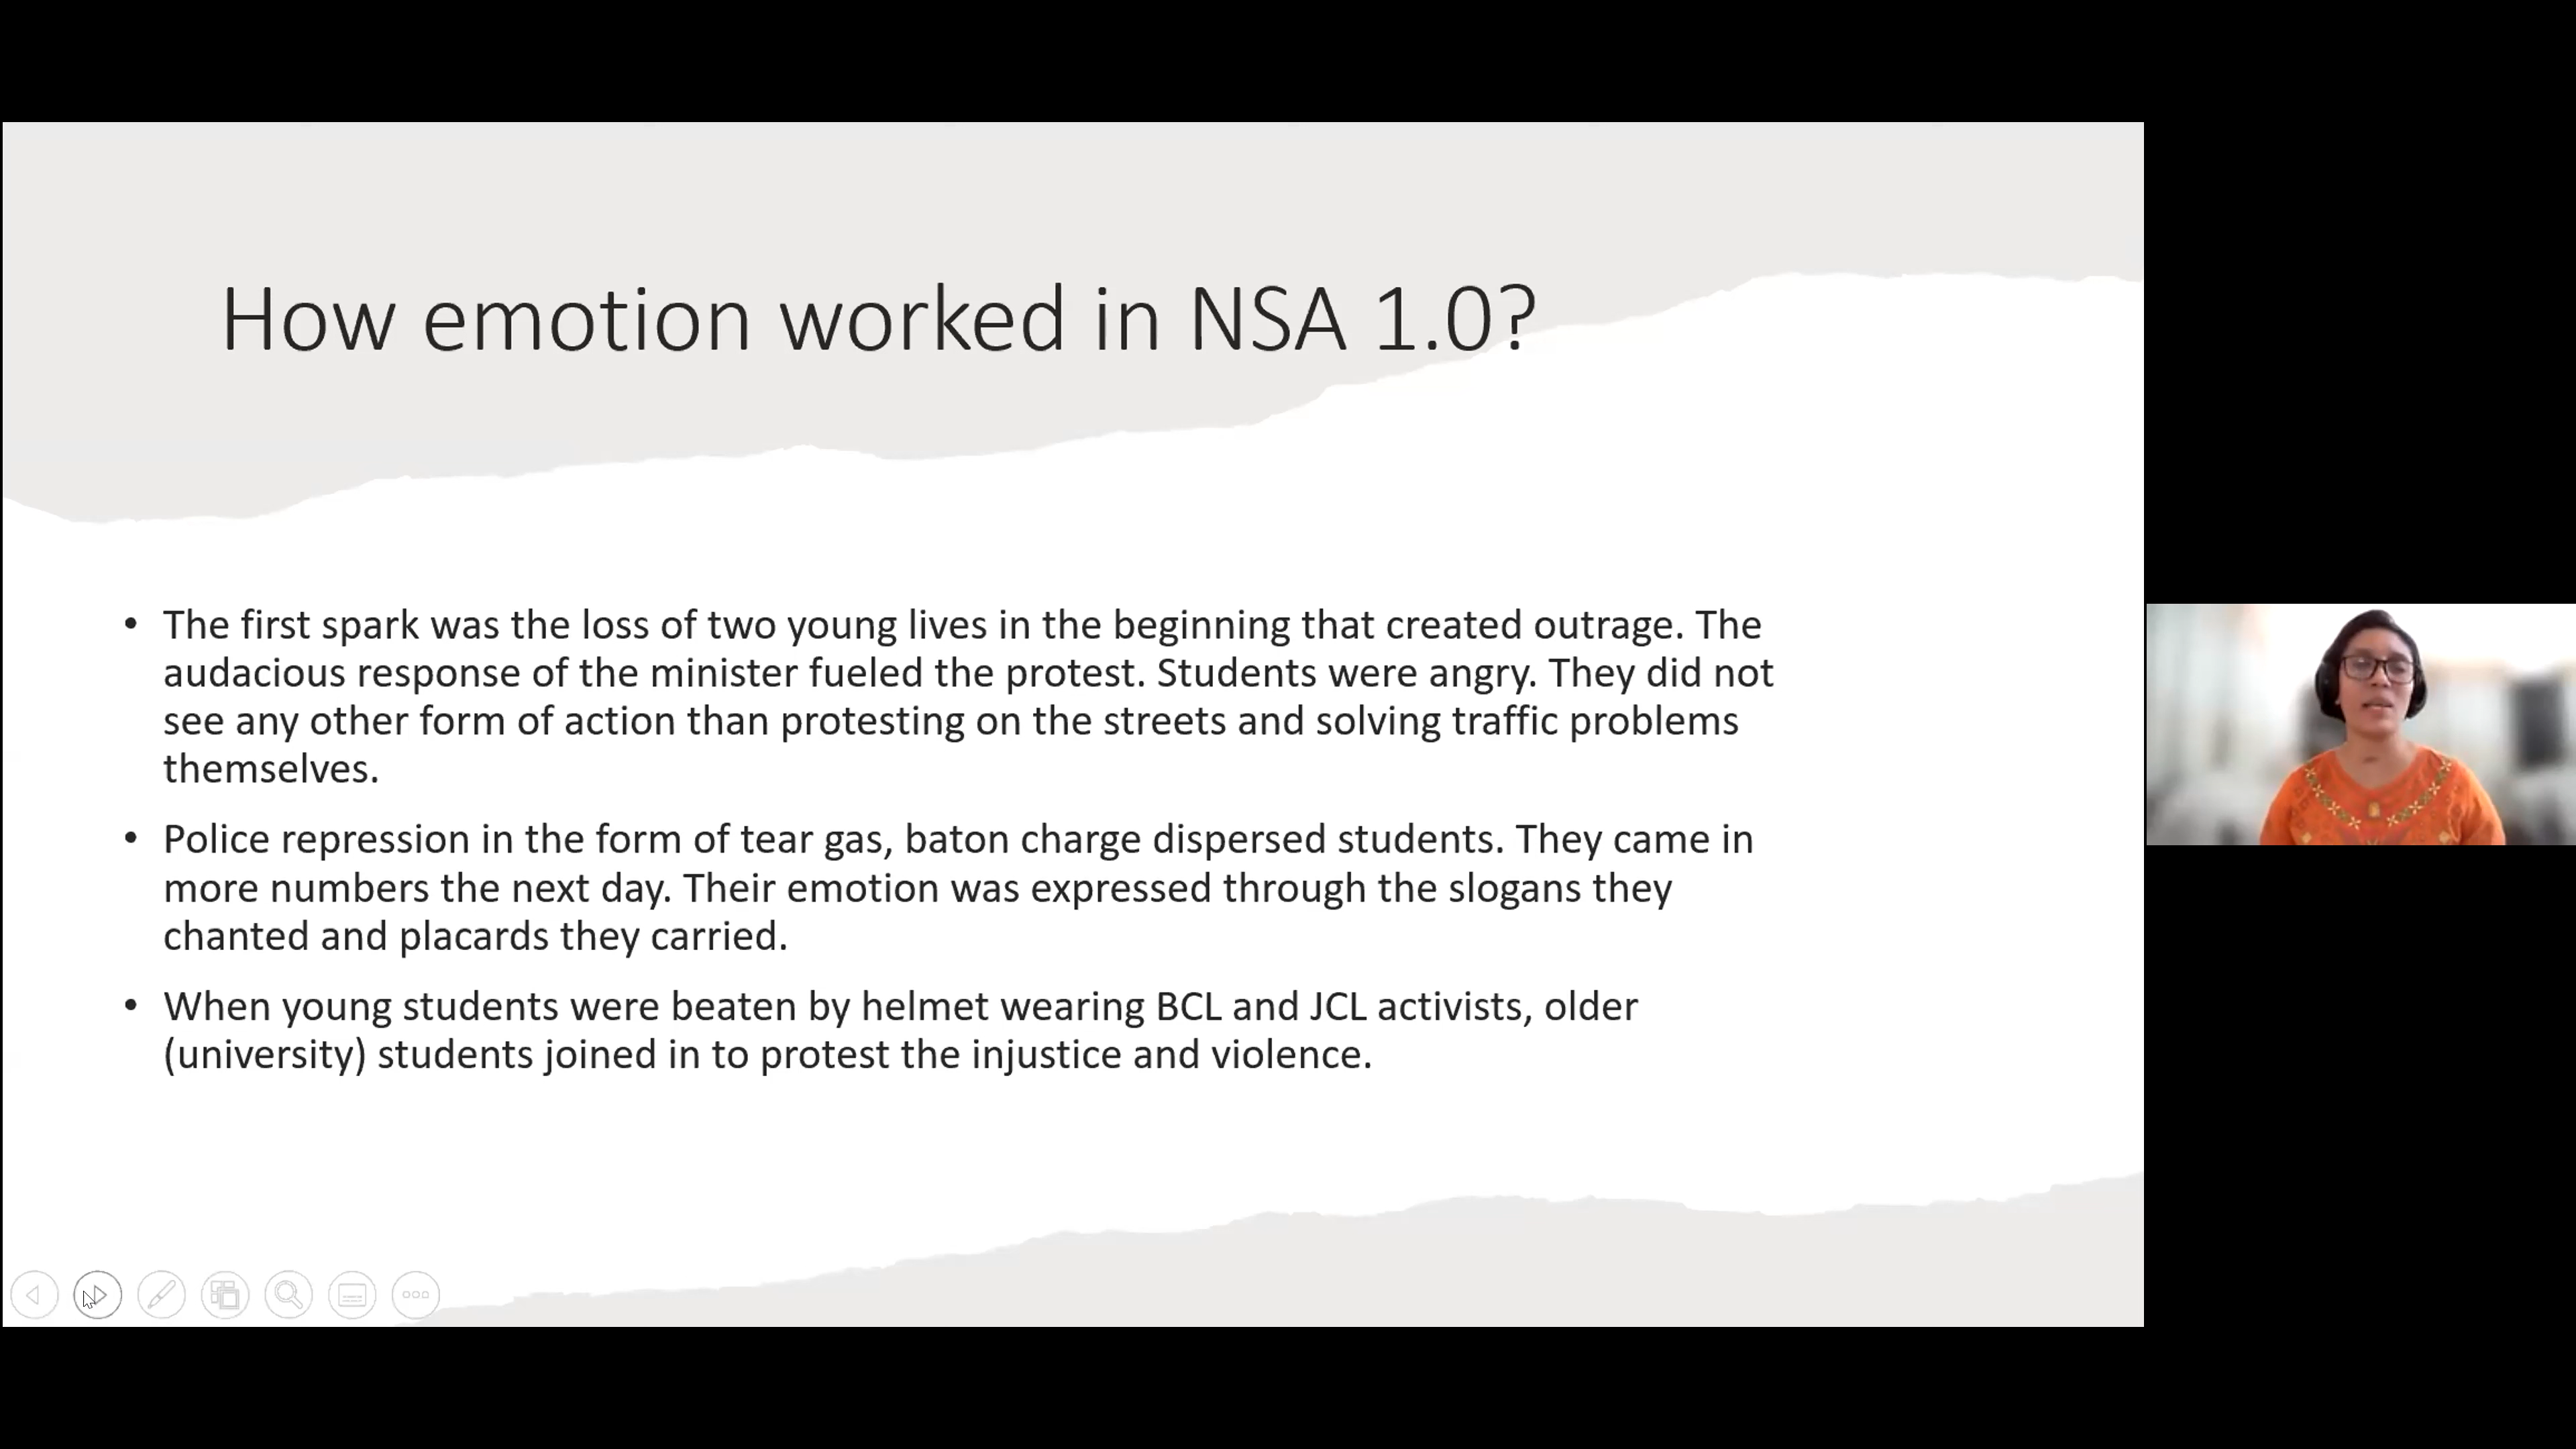 How emotion worked in NSA 1.0?
• The first spark was the loss of two young lives in the beginning that created outrage. The
audacious response of the minister fueled the protest. Students were angry. They did not
see any other form of action than protesting on the streets and solving traffic problems
themselves.
• Police repression in the form of tear gas, baton charge dispersed students. They came in
more numbers the next day. Their emotion was expressed through the slogans they
chanted and placards they carried.
• When young students were beaten by helmet wearing BCL and JCL activists, older
(university) students joined in to protest the injustice and violence.